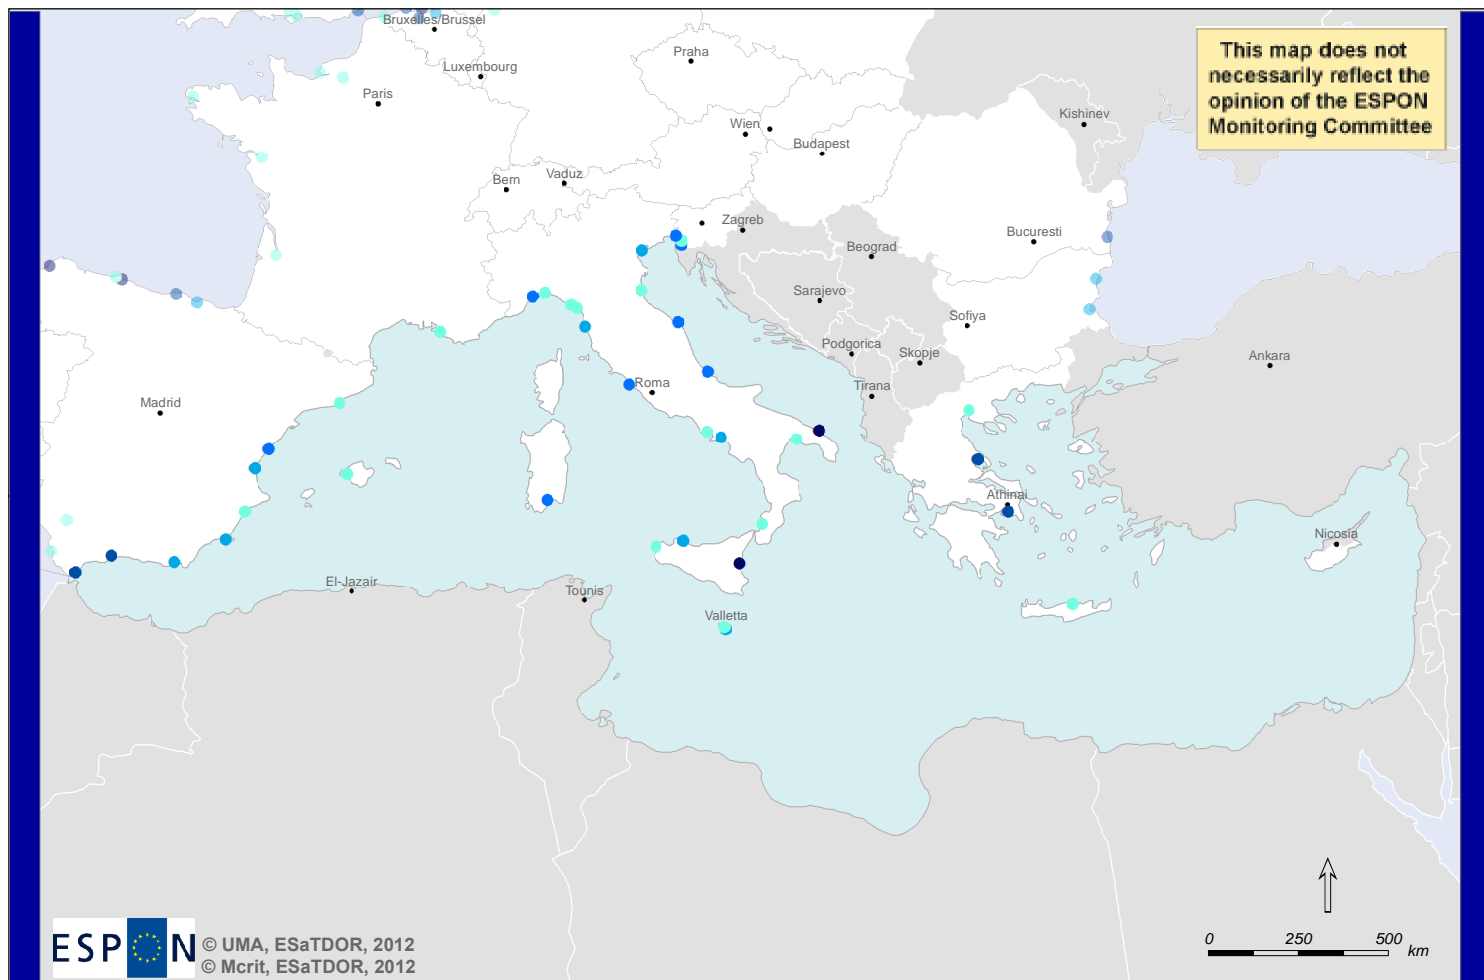 Bruxelles/Brussel
Luxembourg
Paris
Praha
This map does not
necessarily reflect the
opinion of the ESPON
Monitoring Committee
Kishinev
Wien
Budapest
Bern
Vaduz
Zagreb
Beograd
Bucuresti
Sarajevo
Sofiya
Podgorica
Skopje
Ankara
Tirana
Roma
Madrid
Athinai
Nicosia
El-Jazair
Tounis
Valletta
ESPON
© UMA, ESaTDOR, 2012
© Mcrit, ESaTDOR, 2012
0 250 500 km